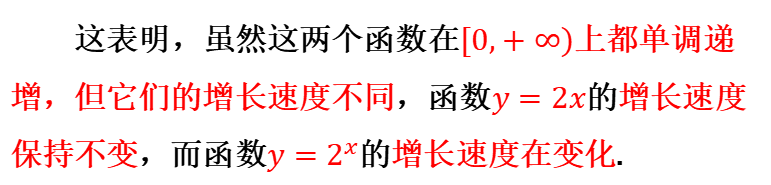 这表明，虽然这两个函数在[0, + ∞)上都单调递
增，但它们的增长速度不同，函数y = 2x的增长速度
保持不变，而函数y = 2ˣ的增长速度在变化.